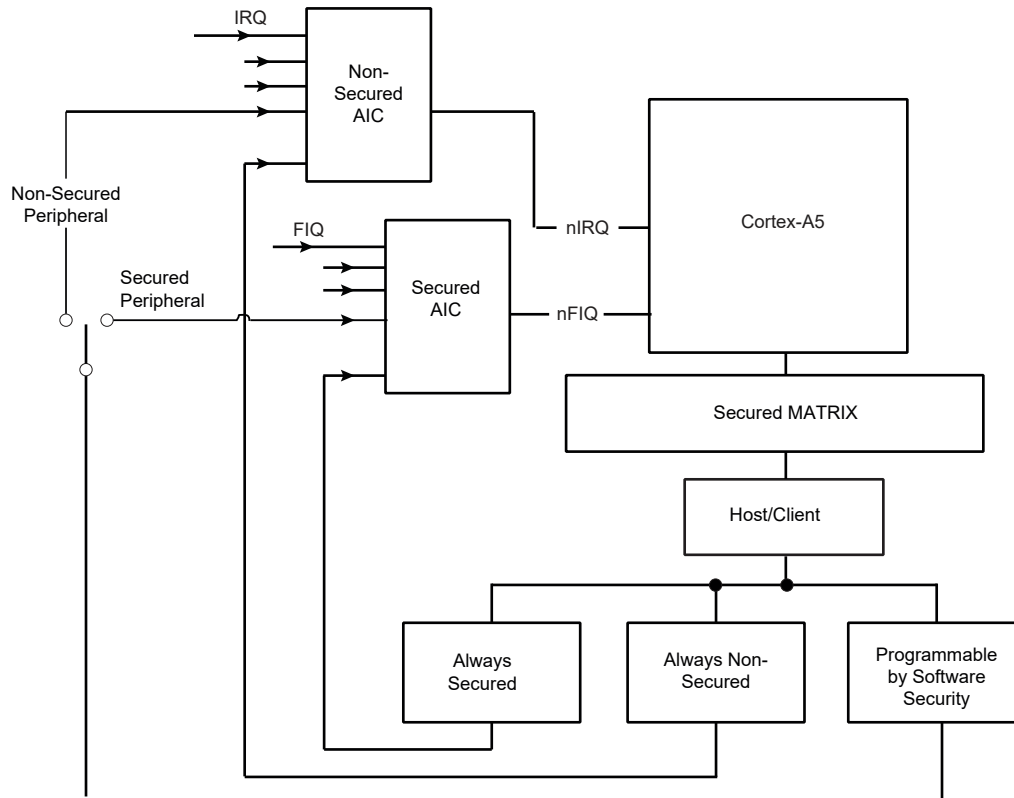 IRQ
Non-
Secured
AIC
Non-Secured
Peripheral
nIRQ
Cortex-A5
FIQ
Secured
Peripheral
Secured
AIC
nFIQ
Secured MATRIX
Host/Client
Always
Secured
Always Non-
Secured
Programmable
by Software
Security